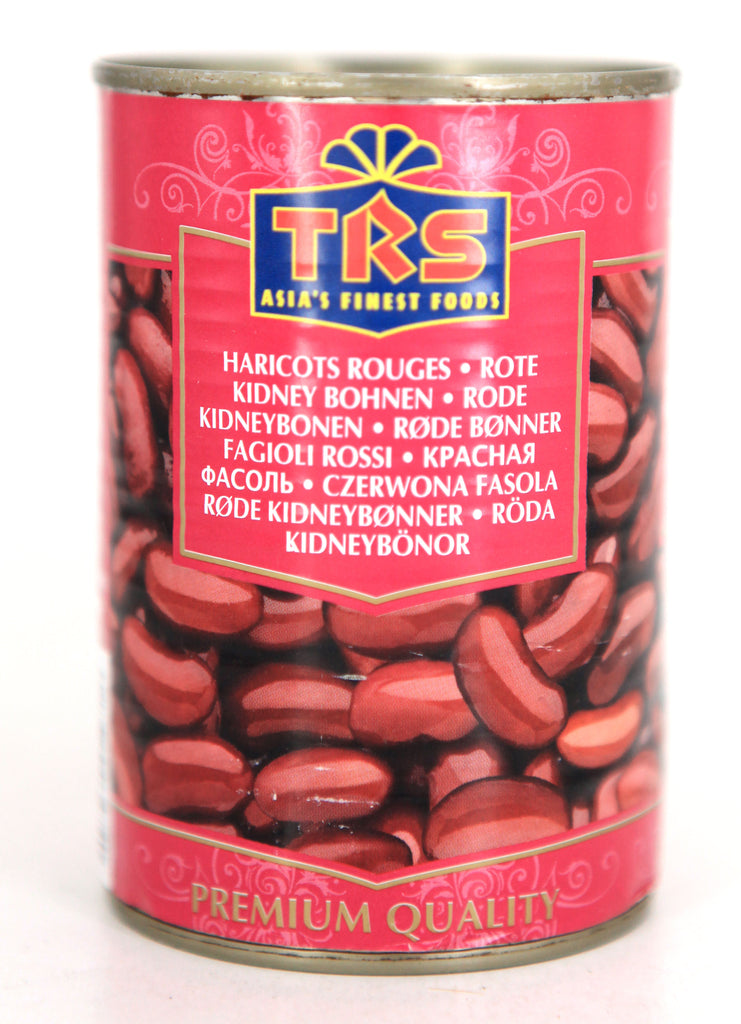 TRS
ASIA'S FINEST FOODS
HARICOTS ROUGES • ROTE
KIDNEY BOHNEN • RODE
KIDNEYBONEN • RØDE BØNNER
FAGIOLI ROSSI • КРАСНАЯ
ФАСОЛЬ • CZERWONA FASOLA
RØDE KIDNEYBØNNER • RÖDA
KIDNEYBÖNOR
PREMIUM QUALITY